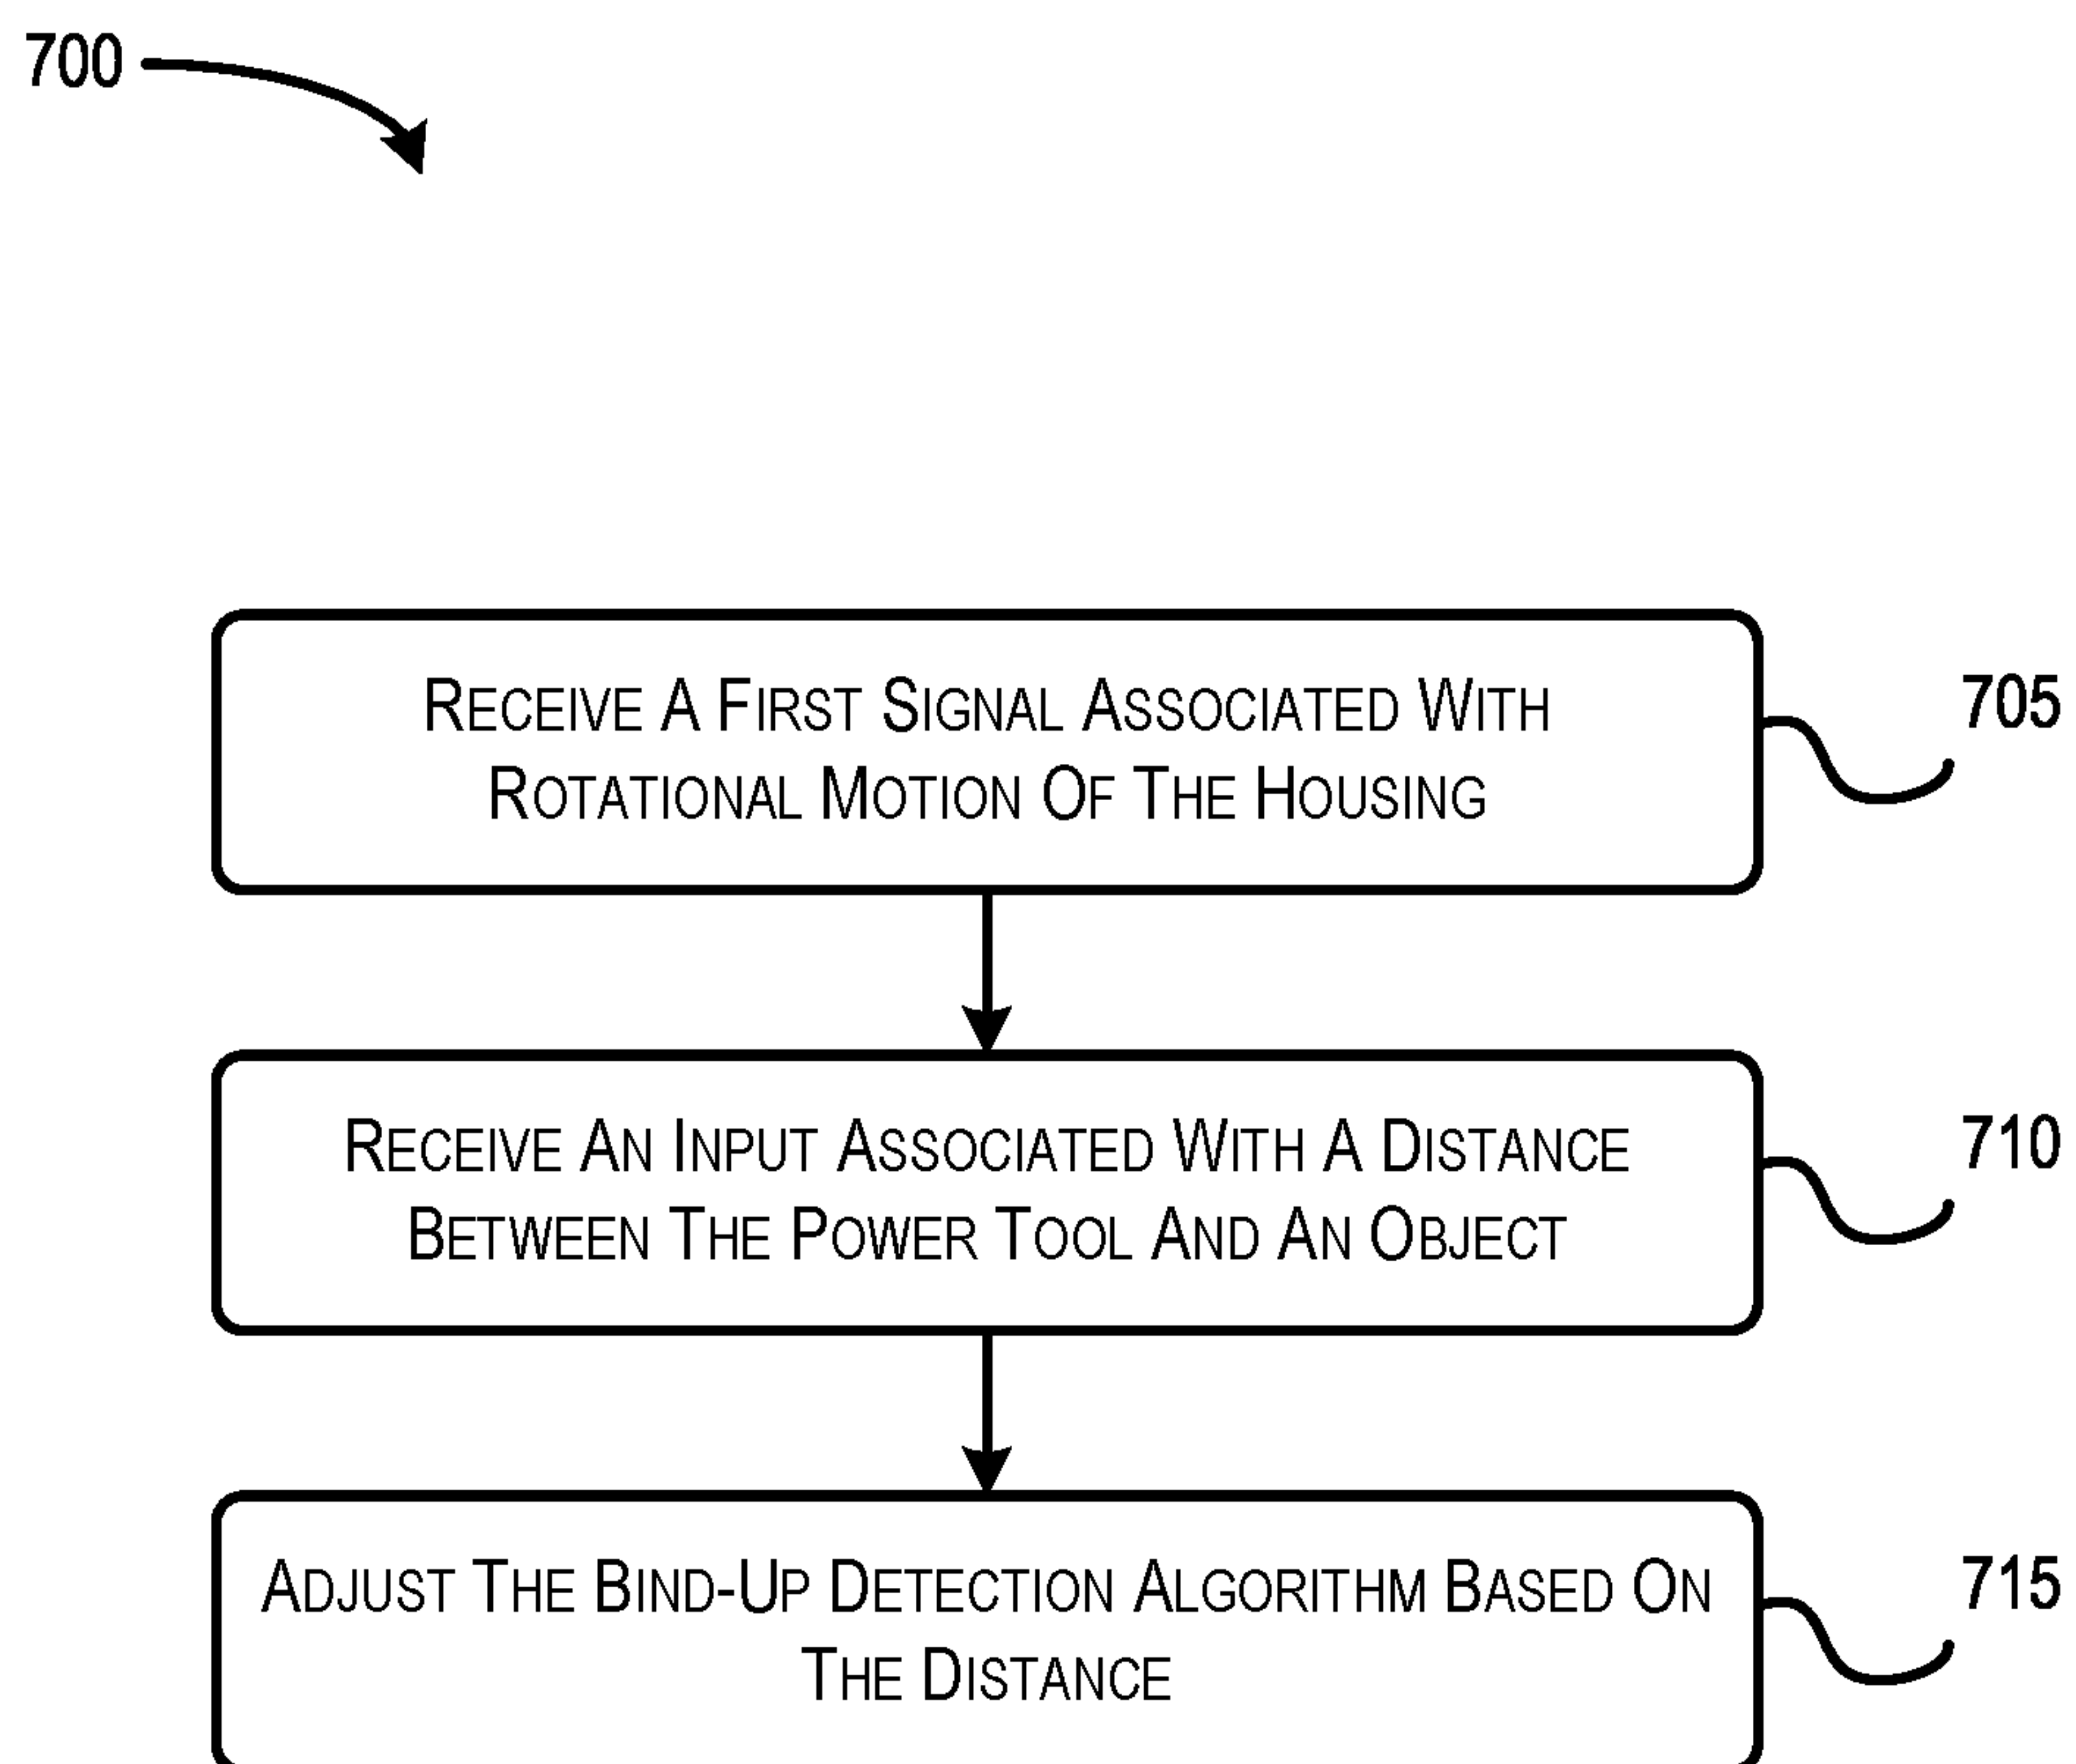 700
RECEIVE A FIRST SIGNAL ASSOCIATED WITH
ROTATIONAL MOTION OF THE HOUSING
705
RECEIVE AN INPUT ASSOCIATED WITH A DISTANCE
BETWEEN THE POWER TOOL AND AN OBJECT
710
ADJUST THE BIND-UP DETECTION ALGORITHM BASED ON
THE DISTANCE
715